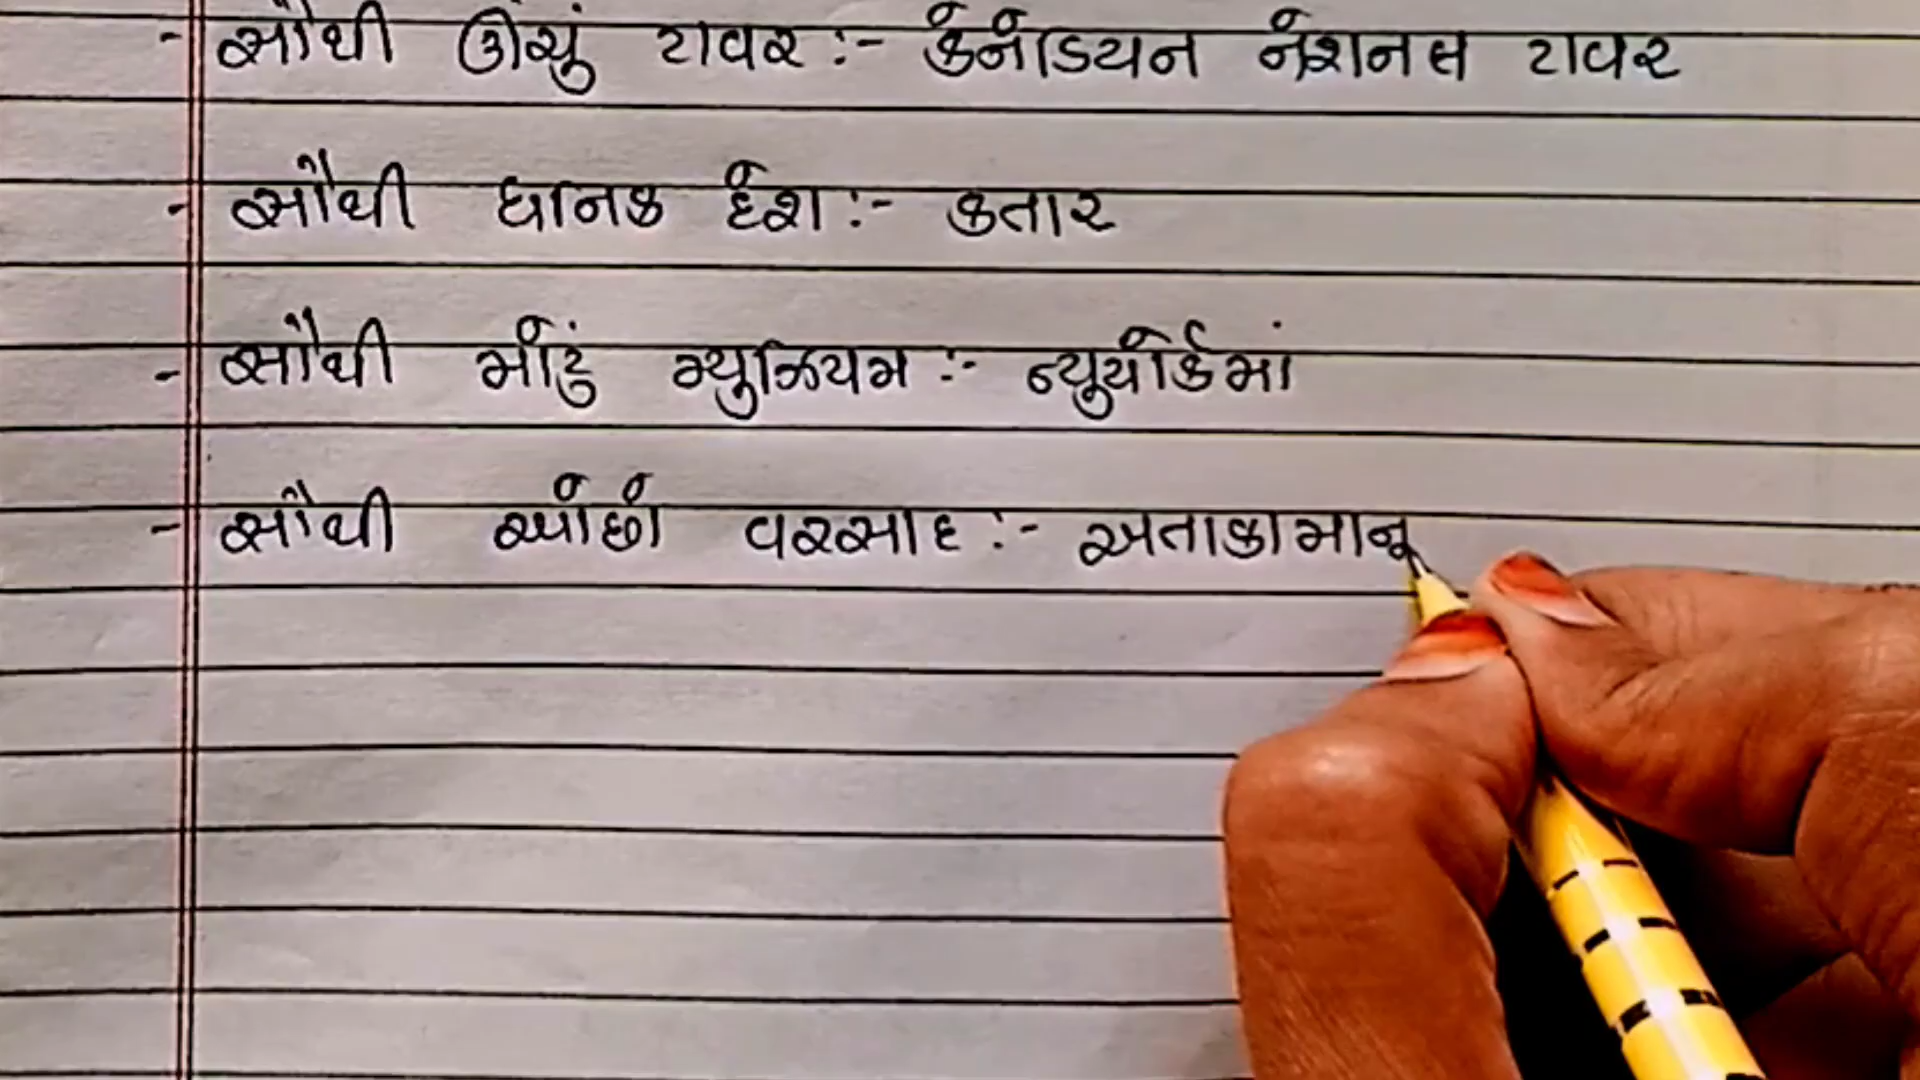 - સૌથી ઊંચું ટાવર :- કેનેડિયન નેશનલ ટાવર
- સૌથી ધનિક દેશ :- કતાર
- સૌથી મોટું મ્યુઝિયમ :- ન્યુયોર્કમાં
- સૌથી ઓછો વરસાદ :- અતાકામાનૂ